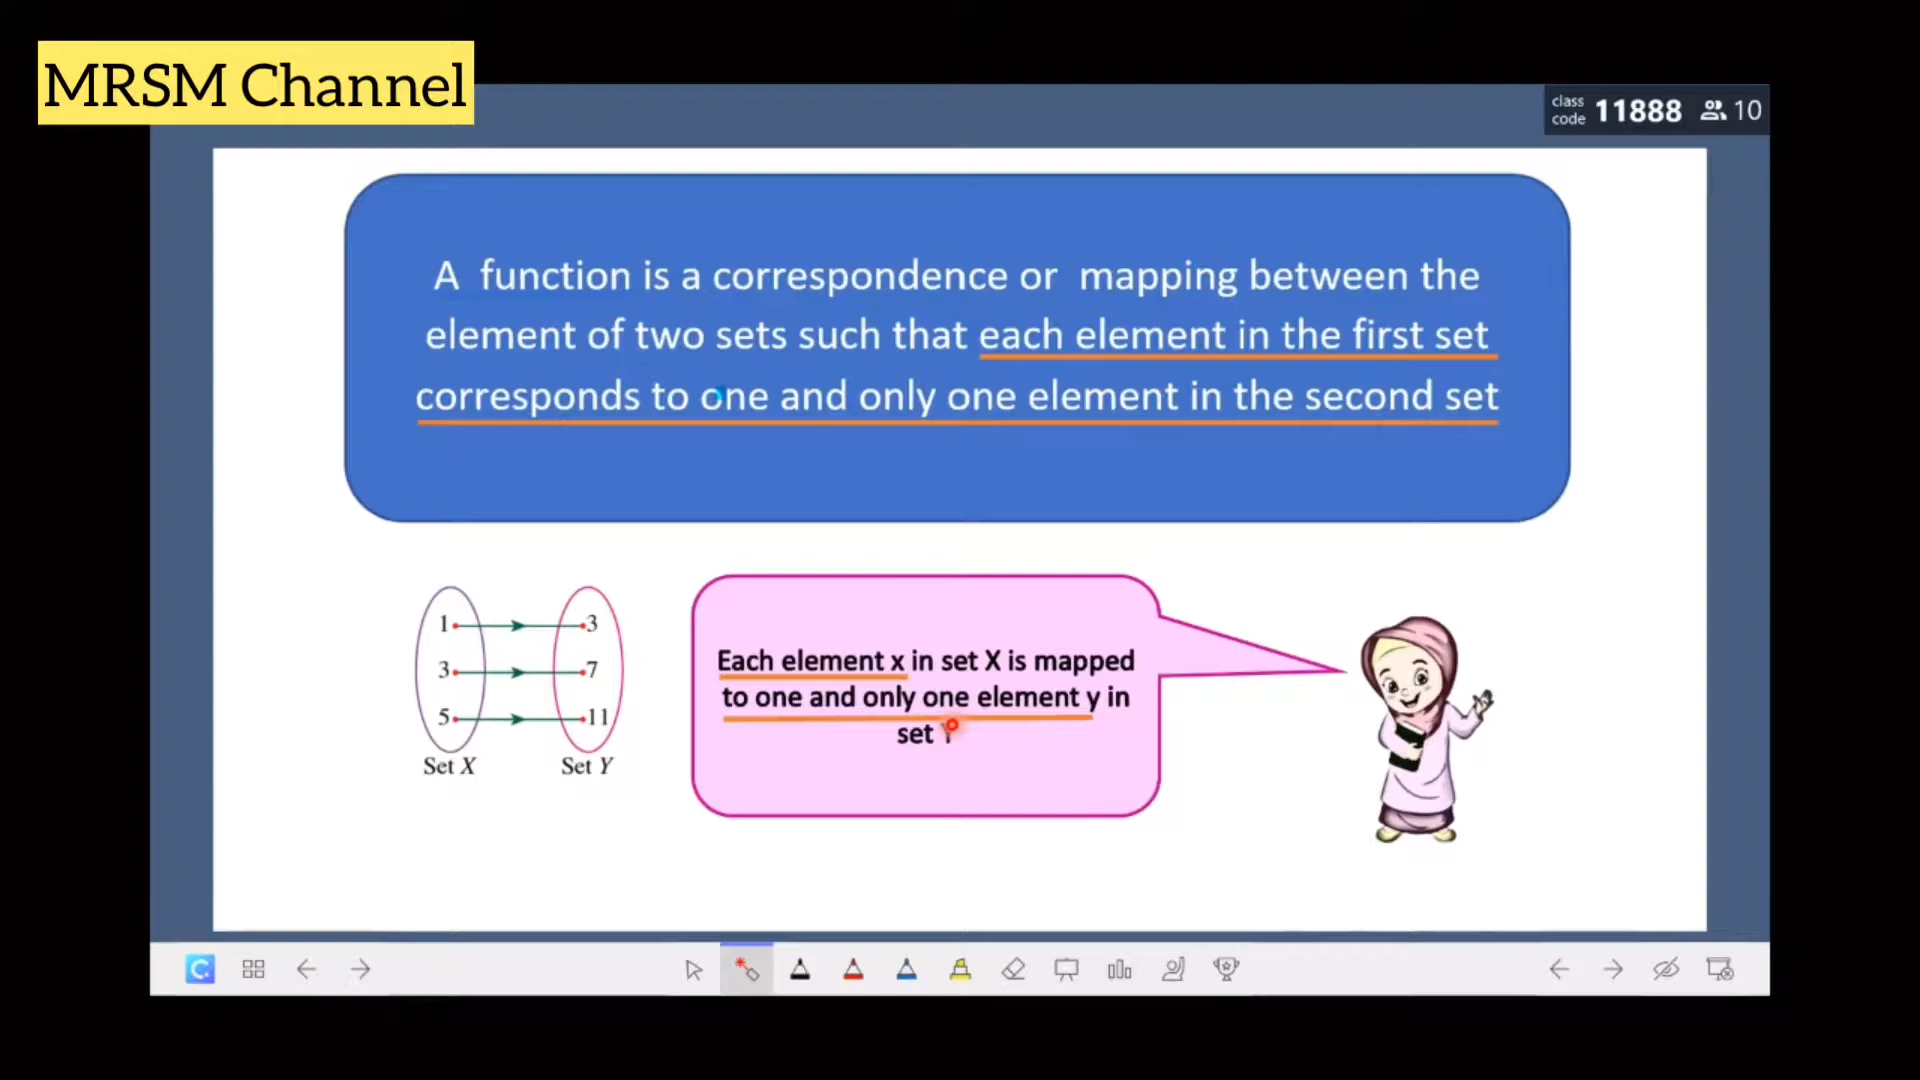 MRSM Channel
class code 11888 10
A function is a correspondence or mapping between the
element of two sets such that each element in the first set
corresponds to one and only one element in the second set
1 3
3 7
5 11
Set X Set Y
Each element x in set X is mapped
to one and only one element y in
set Y